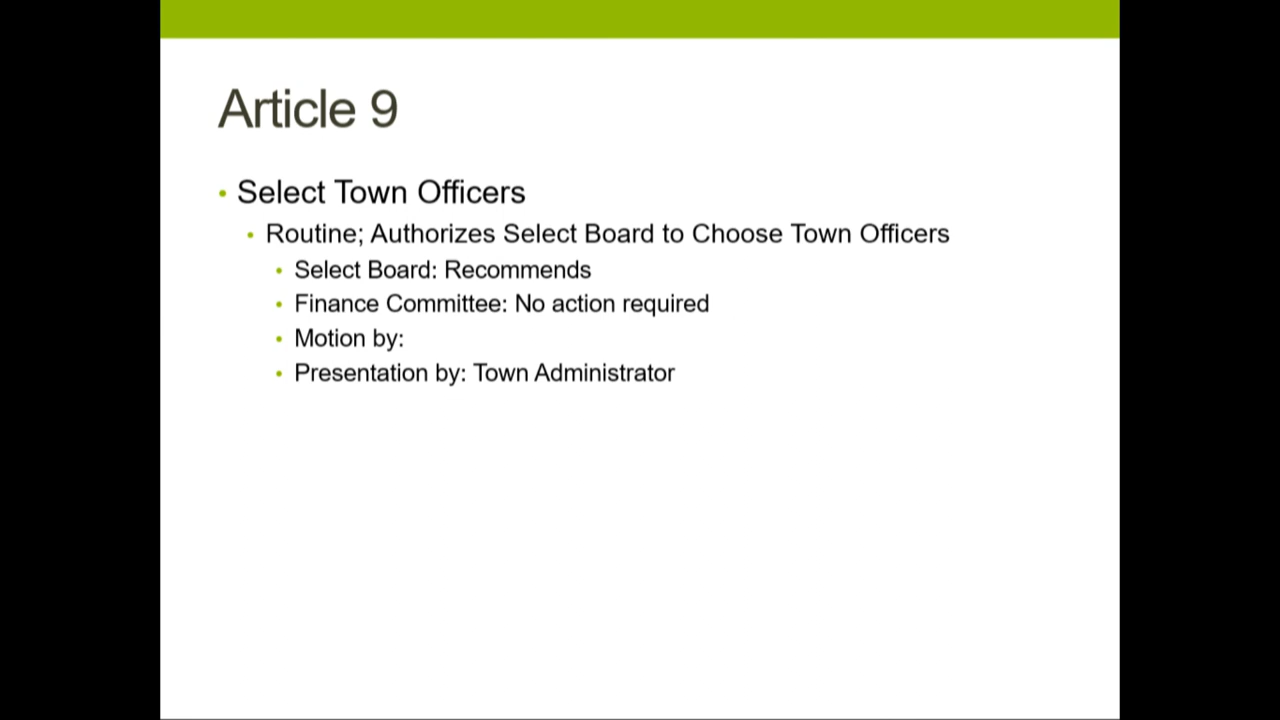 Article 9
• Select Town Officers
• Routine; Authorizes Select Board to Choose Town Officers
• Select Board: Recommends
• Finance Committee: No action required
• Motion by:
• Presentation by: Town Administrator